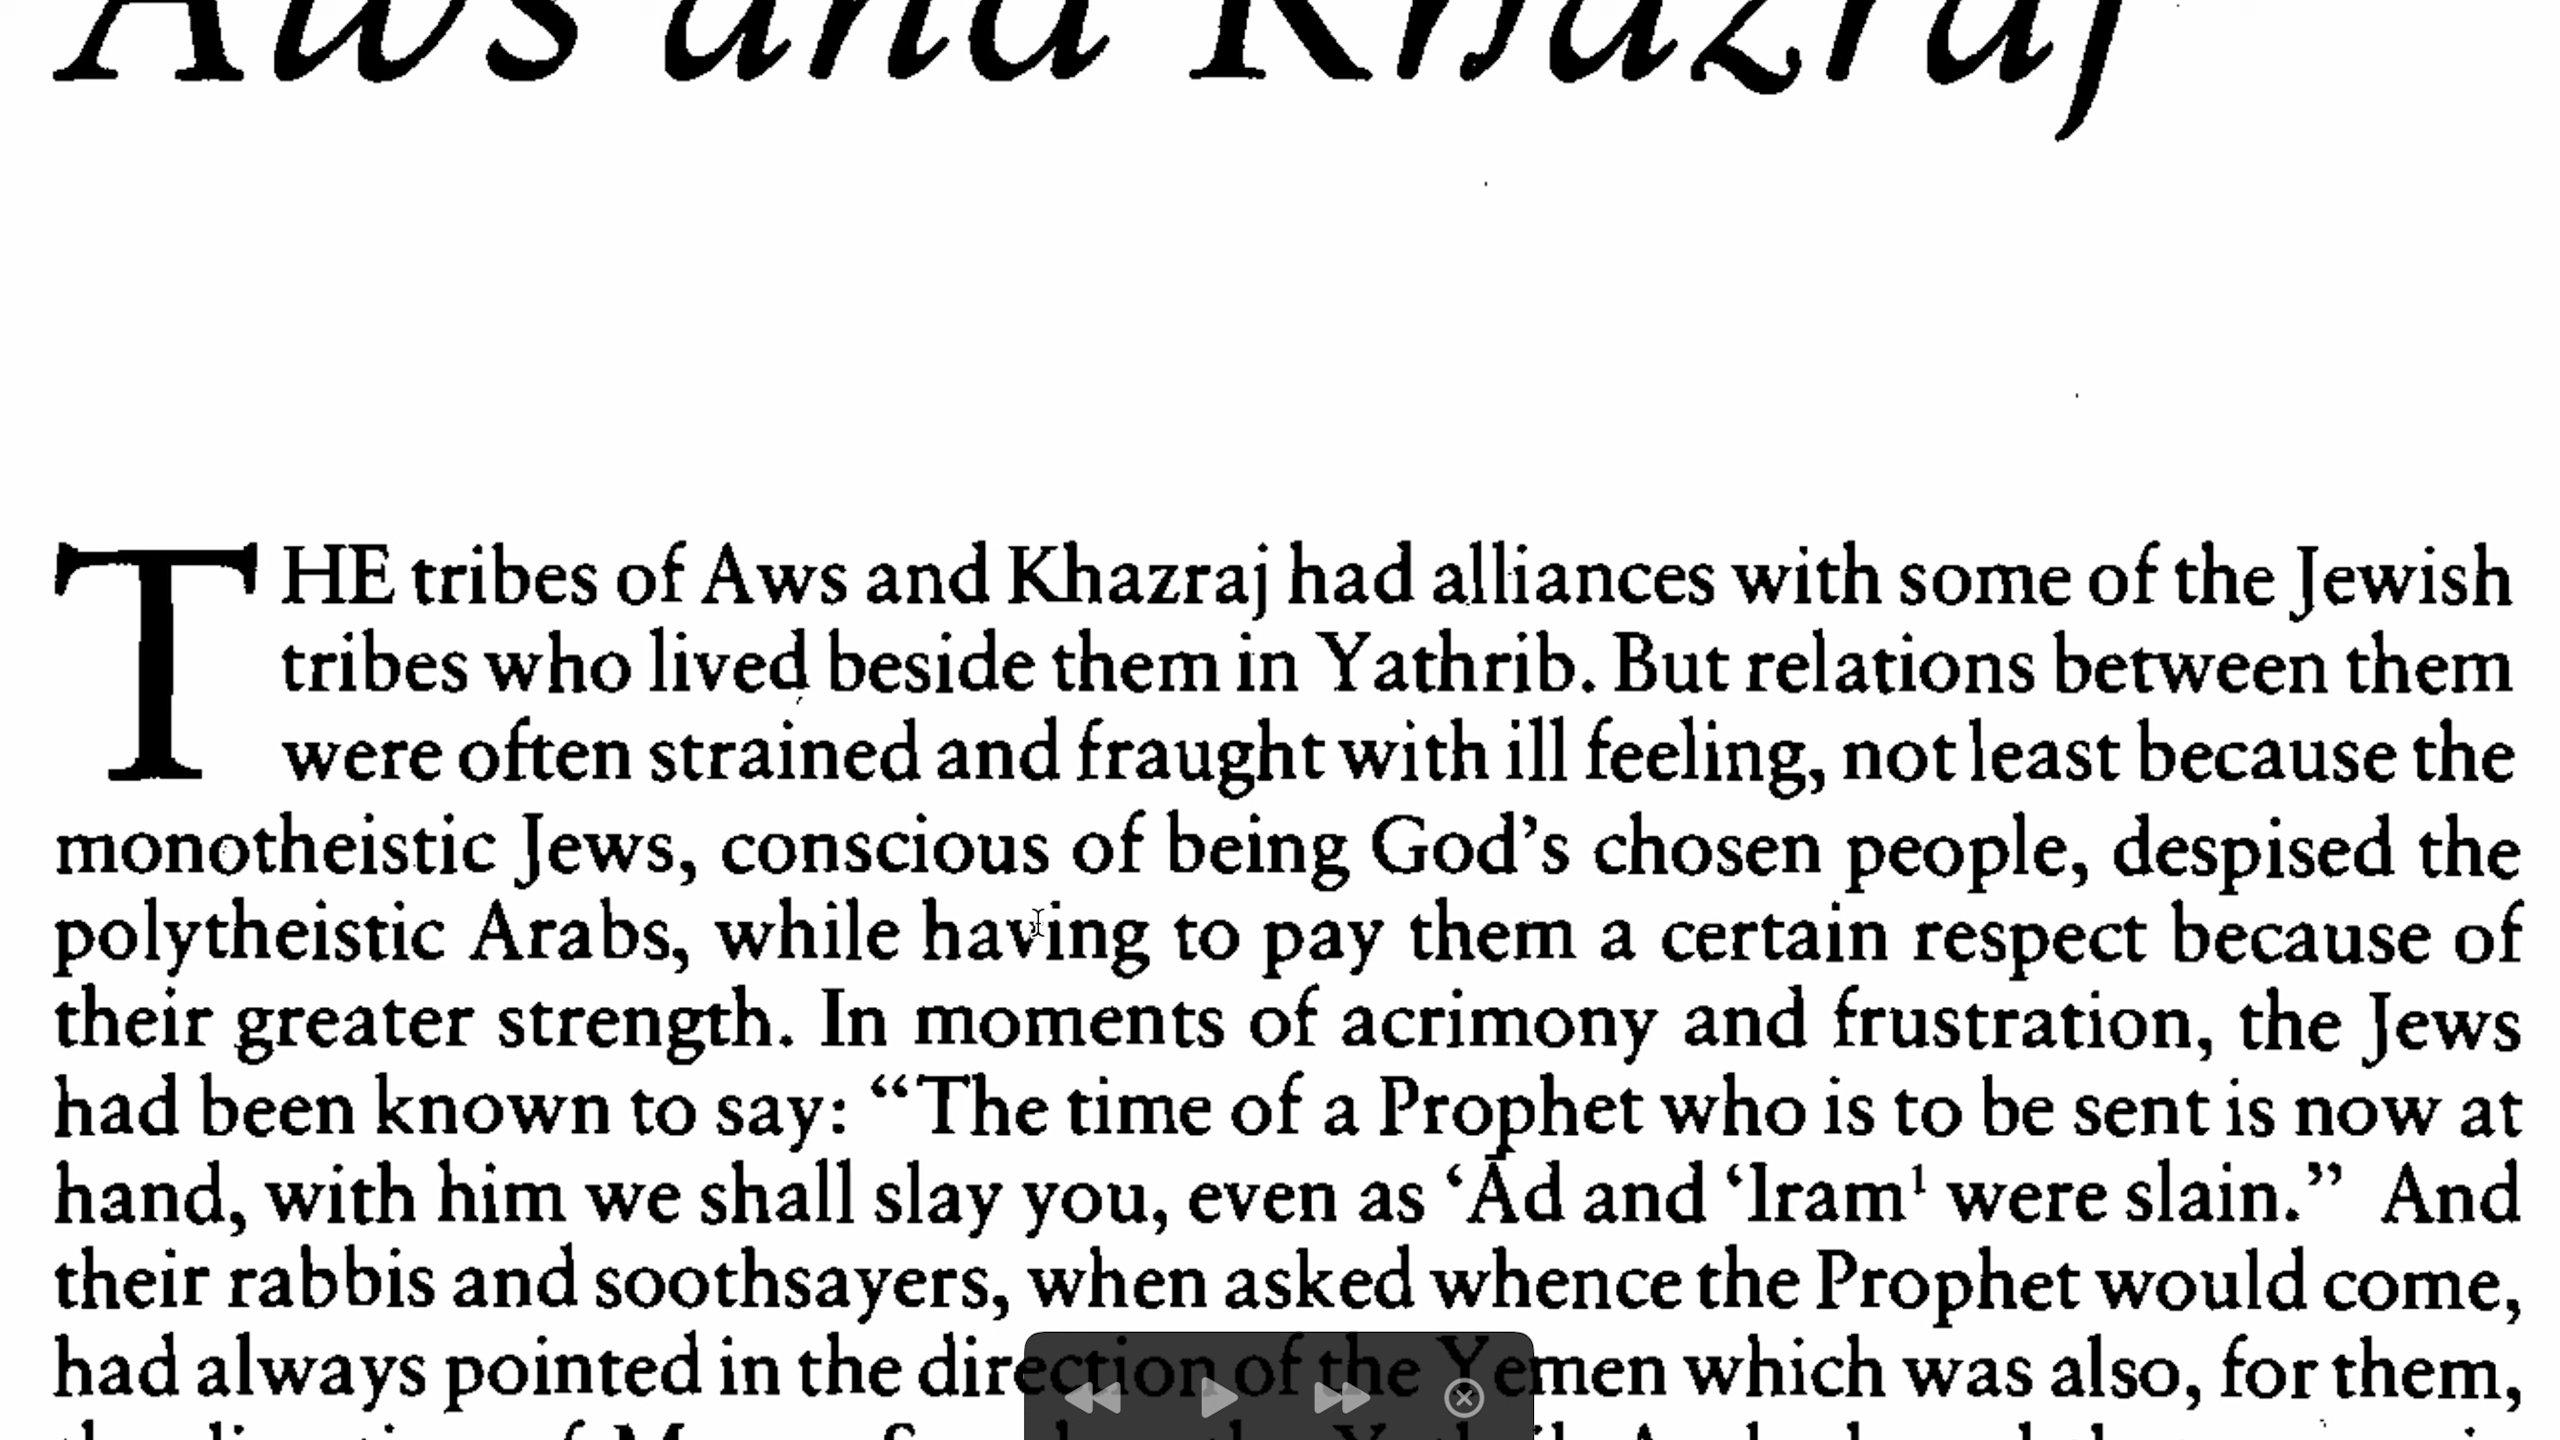 Aws and Khazraj
THE tribes of Aws and Khazraj had alliances with some of the Jewish
tribes who lived beside them in Yathrib. But relations between them
were often strained and fraught with ill feeling, not least because the
monotheistic Jews, conscious of being God’s chosen people, despised the
polytheistic Arabs, while having to pay them a certain respect because of
their greater strength. In moments of acrimony and frustration, the Jews
had been known to say: “The time of a Prophet who is to be sent is now at
hand, with him we shall slay you, even as ‘Ād and ‘Iram¹ were slain.” And
their rabbis and soothsayers, when asked whence the Prophet would come,
had always pointed in the direction of the Yemen which was also, for them,